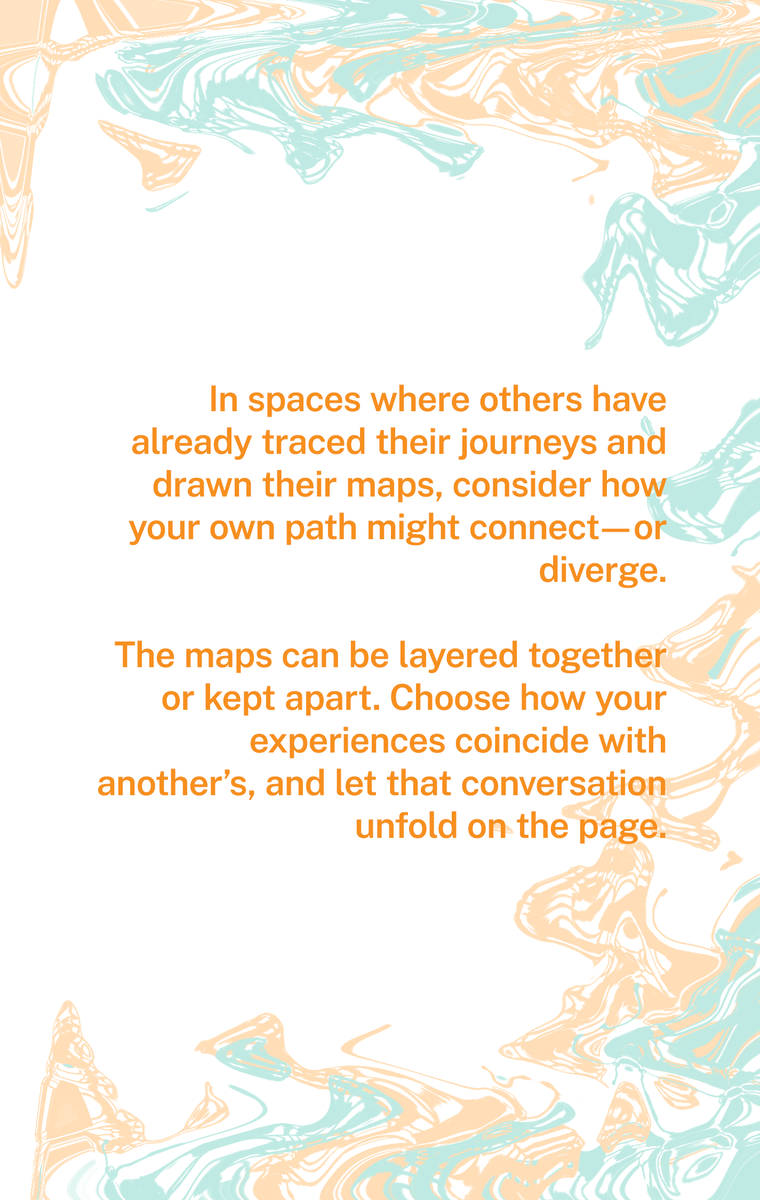 In spaces where others have
already traced their journeys and
drawn their maps, consider how
your own path might connect—or
diverge.
The maps can be layered together
or kept apart. Choose how your
experiences coincide with
another’s, and let that conversation
unfold on the page.